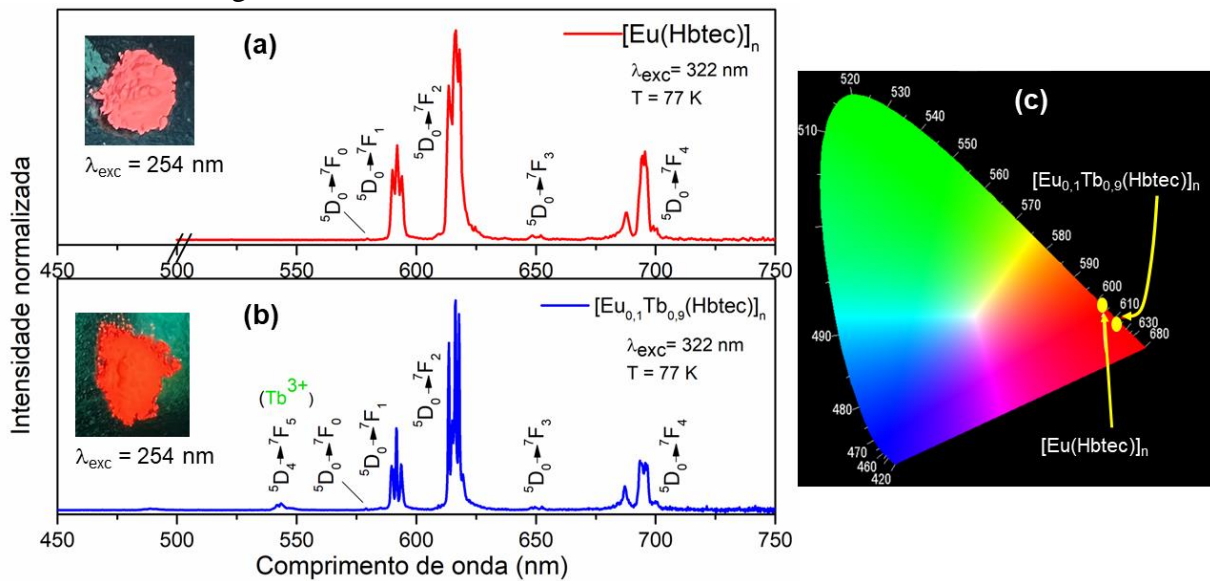 (a)
[Eu(Hbtec)]n
λexc= 322 nm
T = 77 K
λexc = 254 nm
5D0→7F0
5D0→7F1
5D0→7F2
5D0→7F3
5D0→7F4
450 500 550 600 650 700 750
(b)
[Eu0,1Tb0,9(Hbtec)]n
λexc= 322 nm
T = 77 K
λexc = 254 nm
(Tb3+)
5D4→7F5
5D0→7F0
5D0→7F1
5D0→7F2
5D0→7F3
5D0→7F4
450 500 550 600 650 700 750
Intensidade normalizada
Comprimento de onda (nm)
(c)
520
530
540
550
560
570
580
590
600
610
630
680
510
490
480
470
460
420
[Eu0,1Tb0,9(Hbtec)]n
[Eu(Hbtec)]n